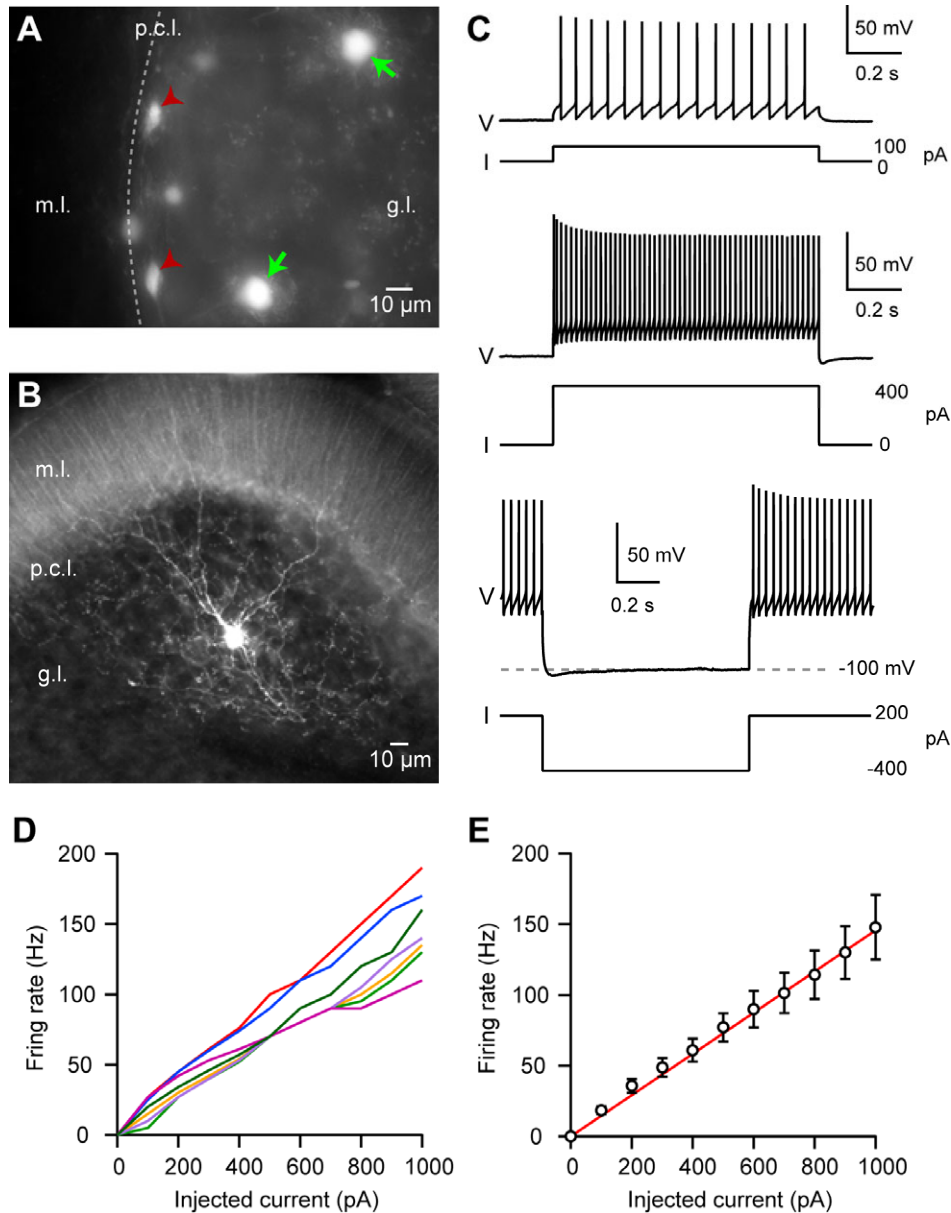 A
p.c.l.
m.l.
g.l.
10 µm
B
m.l.
p.c.l.
g.l.
10 µm
C
50 mV
0.2 s
V
I
100
0
pA
50 mV
0.2 s
V
I
400
0
pA
50 mV
0.2 s
V
-100 mV
I
200
pA
-400
D
Fring rate (Hz)
200
150
100
50
0
0
200
400
600
800
1000
Injected current (pA)
E
Firing rate (Hz)
200
150
100
50
0
0
200
400
600
800
1000
Injected current (pA)